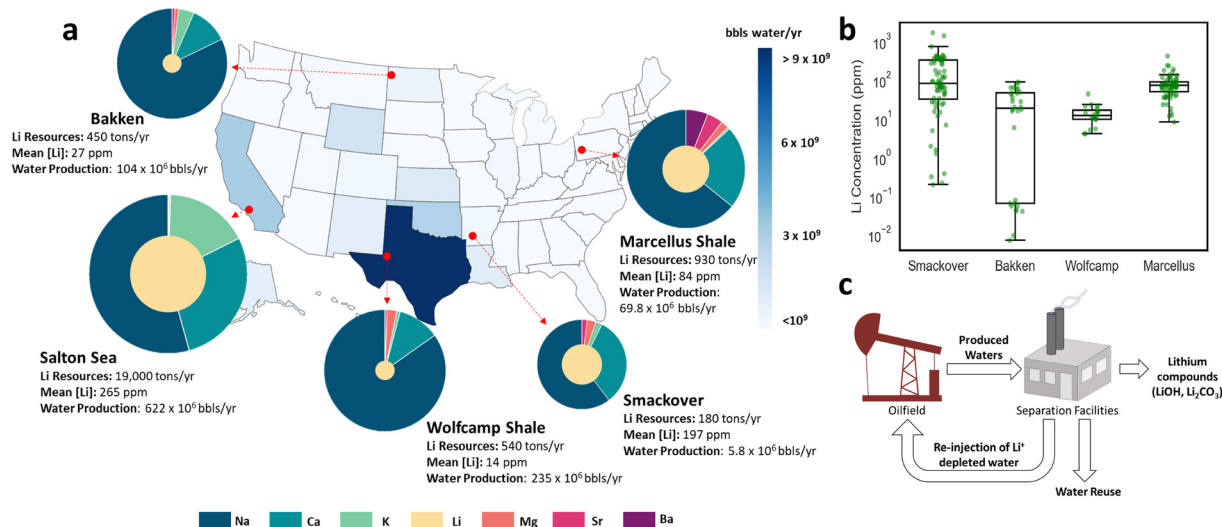 a
Bakken
Li Resources: 450 tons/yr
Mean [Li]: 27 ppm
Water Production: 104 x 10⁶ bbls/yr
Salton Sea
Li Resources: 19,000 tons/yr
Mean [Li]: 265 ppm
Water Production: 622 x 10⁶ bbls/yr
Wolfcamp Shale
Li Resources: 540 tons/yr
Mean [Li]: 14 ppm
Water Production: 235 x 10⁶ bbls/yr
Smackover
Li Resources: 180 tons/yr
Mean [Li]: 197 ppm
Water Production: 5.8 x 10⁶ bbls/yr
Marcellus Shale
Li Resources: 930 tons/yr
Mean [Li]: 84 ppm
Water Production:
69.8 x 10⁶ bbls/yr
bbls water/yr
> 9 x 10⁹
6 x 10⁹
3 x 10⁹
<10⁹
Na Ca K Li Mg Sr Ba
b
Li Concentration (ppm)
10³
10²
10¹
10⁰
10⁻¹
10⁻²
Smackover Bakken Wolfcamp Marcellus
c
Produced
Waters
Oilfield
Separation Facilities
Lithium
compounds
(LiOH, Li₂CO₃)
Re-injection of Li⁺
depleted water
Water Reuse